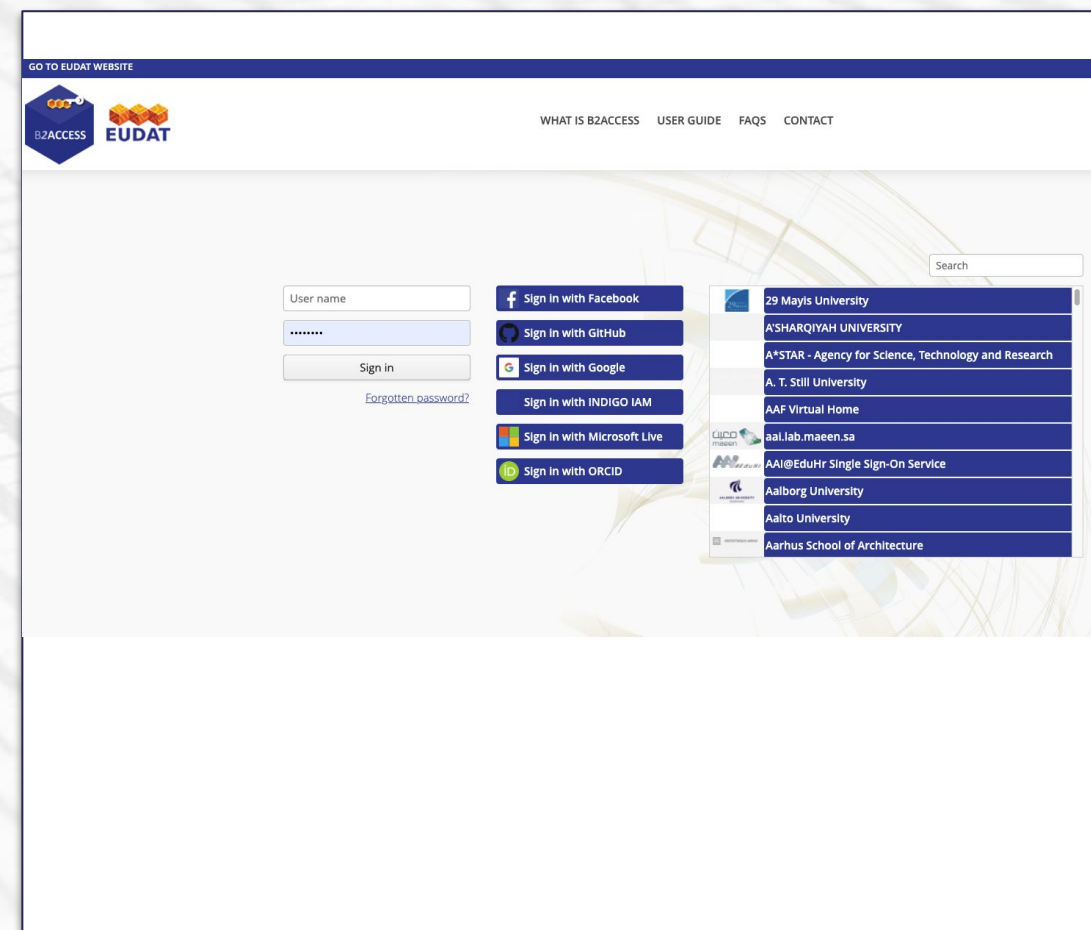 GO TO EUDAT WEBSITE
B2ACCESS
EUDAT
WHAT IS B2ACCESS USER GUIDE FAQS CONTACT
Search
User name
••••••••
Sign in
Forgotten password?
Sign in with Facebook
Sign in with GitHub
Sign in with Google
Sign in with INDIGO IAM
Sign in with Microsoft Live
iD Sign in with ORCID
29 Mayis University
A'SHARQIYAH UNIVERSITY
A*STAR - Agency for Science, Technology and Research
A. T. Still University
AAF Virtual Home
maeen aai.lab.maeen.sa
AAI@EduHr Single Sign-On Service
Aalborg University
Aalto University
Aarhus School of Architecture